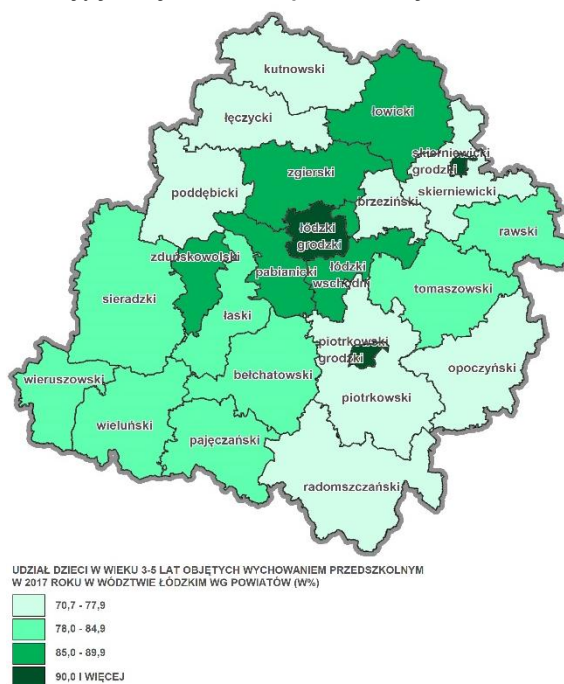 kutnowski
łowicki
łęczycki
skierniewicki
grodzki
zgierski
poddębicki
brzeziński
skierniewicki
łódzki
grodzki
rawski
zduńskowolski
pabianicki
łódzki
wschodni
sieradzki
tomaszowski
łaski
piotrkowski
grodzki
opoczyński
wieruszowski
bełchatowski
piotrkowski
wieluński
pajęczański
radomszczański
UDZIAŁ DZIECI W WIEKU 3-5 LAT OBJĘTYCH WYCHOWANIEM PRZEDSZKOLNYM
W 2017 ROKU W WÓDZTWIE ŁÓDZKIM WG POWIATÓW (W%)
70,7 - 77,9
78,0 - 84,9
85,0 - 89,9
90,0 I WIĘCEJ